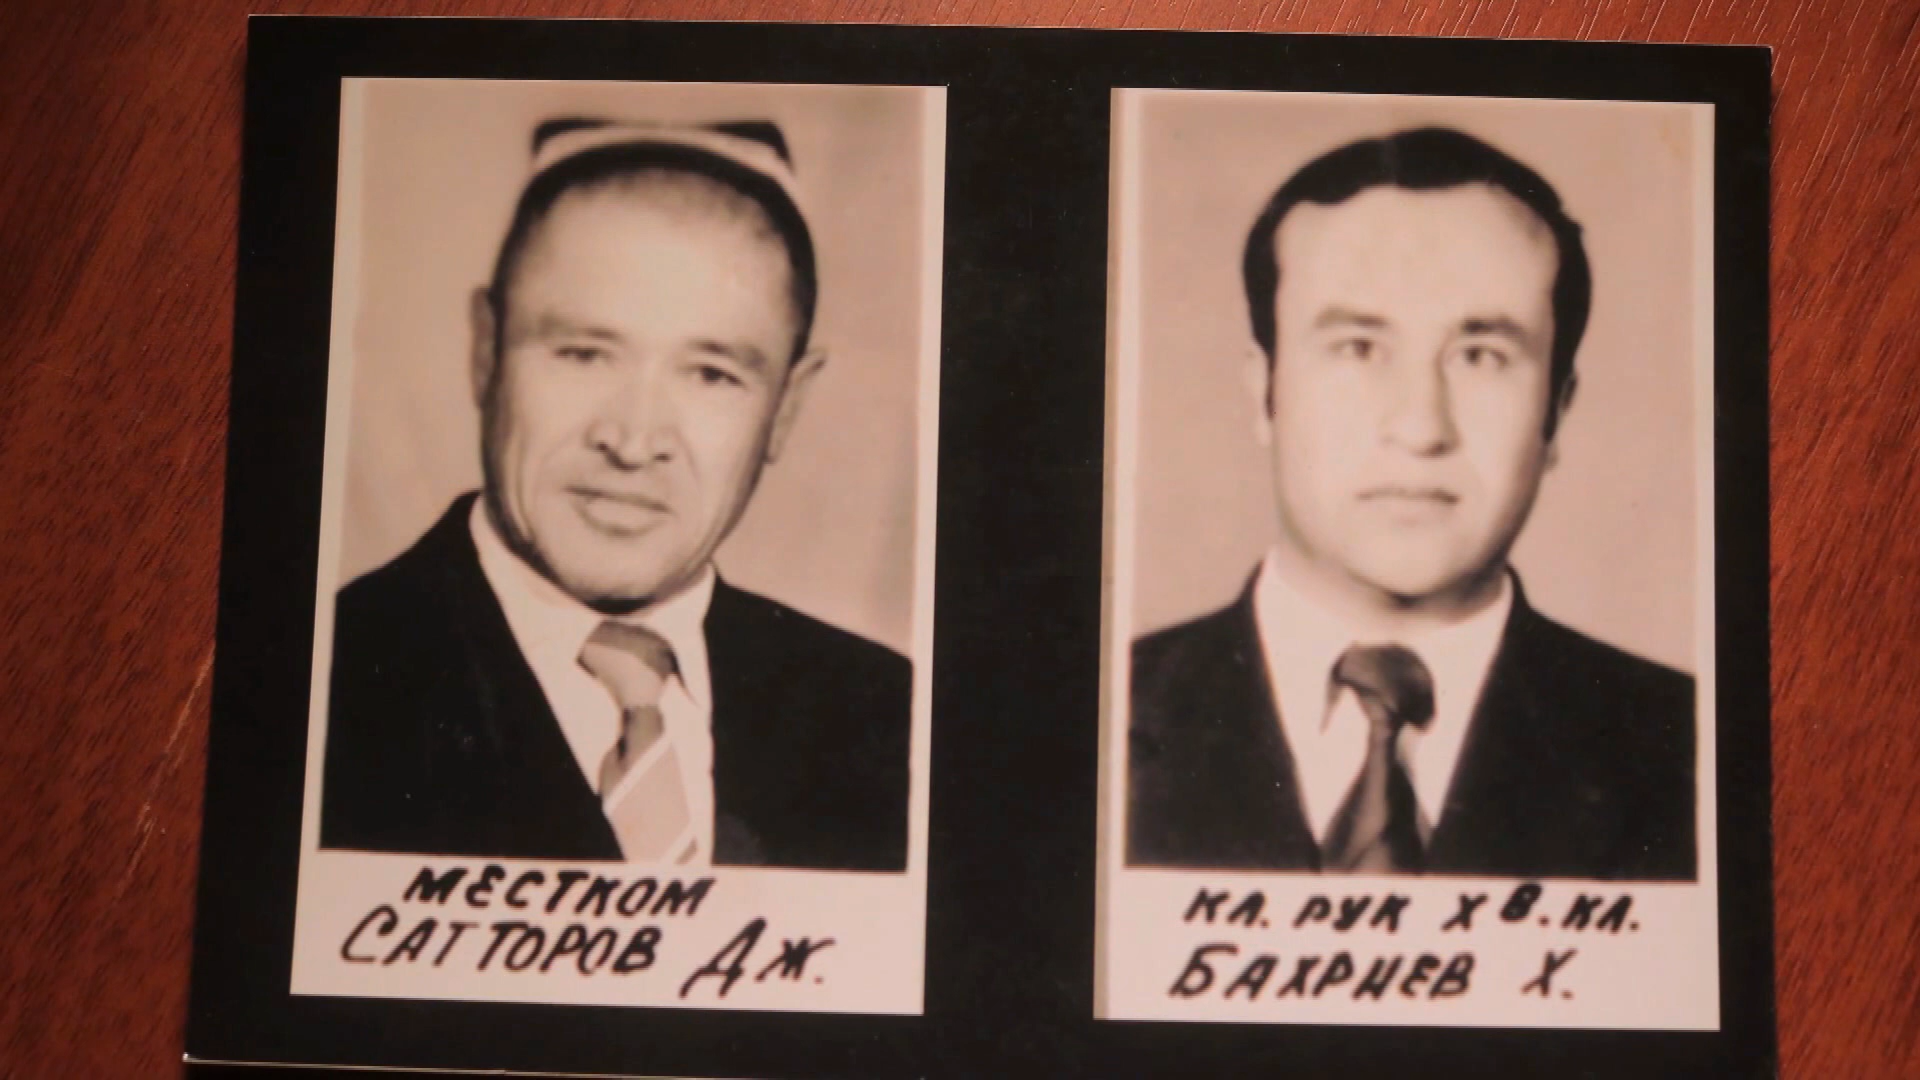 МЕСТКОМ
САТТОРОВ ДЖ.
КЛ. РУК X В. КЛ.
БАХРИЕВ Х.